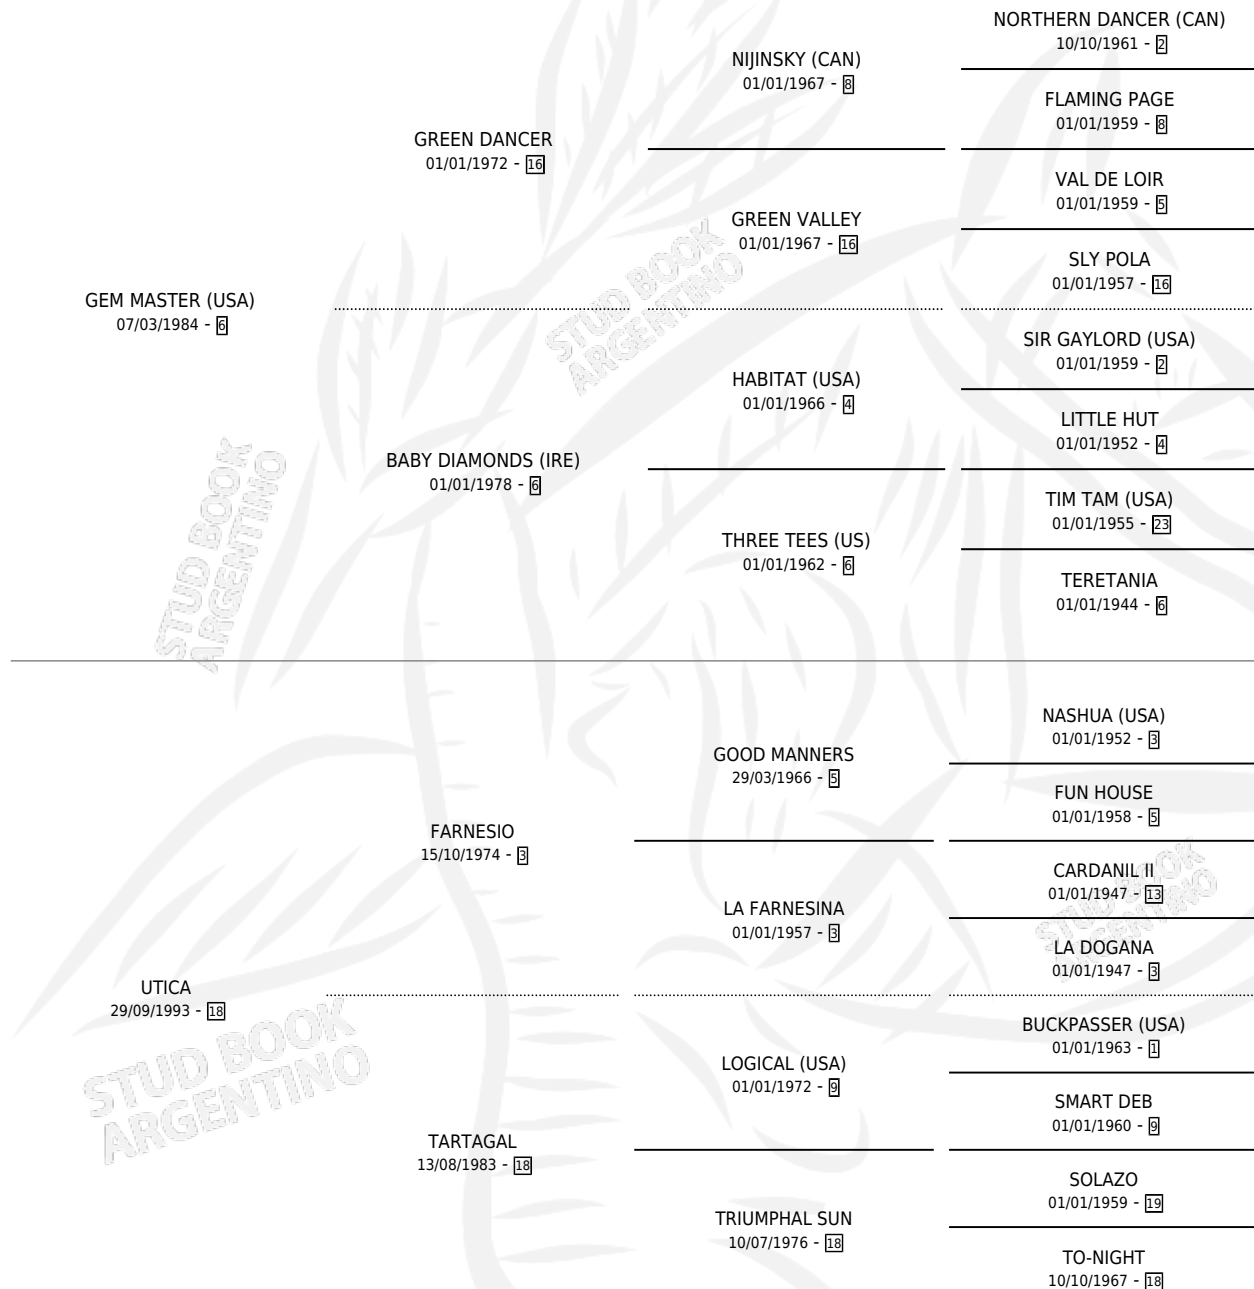 NORTHERN DANCER (CAN)
10/10/1961 - 2
NIJINSKY (CAN)
01/01/1967 - 8
FLAMING PAGE
01/01/1959 - 8
GREEN DANCER
01/01/1972 - 16
VAL DE LOIR
01/01/1959 - 5
GREEN VALLEY
01/01/1967 - 16
SLY POLA
01/01/1957 - 16
GEM MASTER (USA)
07/03/1984 - 6
SIR GAYLORD (USA)
01/01/1959 - 2
HABITAT (USA)
01/01/1966 - 4
LITTLE HUT
01/01/1952 - 4
BABY DIAMONDS (IRE)
01/01/1978 - 6
TIM TAM (USA)
01/01/1955 - 23
THREE TEES (US)
01/01/1962 - 6
TERETANIA
01/01/1944 - 6
NASHUA (USA)
01/01/1952 - 3
GOOD MANNERS
29/03/1966 - 5
FUN HOUSE
01/01/1958 - 5
FARNESIO
15/10/1974 - 3
CARDANIL II
01/01/1947 - 13
LA FARNESINA
01/01/1957 - 3
LA DOGANA
01/01/1947 - 3
UTICA
29/09/1993 - 18
BUCKPASSER (USA)
01/01/1963 - 1
LOGICAL (USA)
01/01/1972 - 9
SMART DEB
01/01/1960 - 9
TARTAGAL
13/08/1983 - 18
SOLAZO
01/01/1959 - 19
TRIUMPHAL SUN
10/07/1976 - 18
TO-NIGHT
10/10/1967 - 18
STUD BOOK
ARGENTINO
STUD BOOK
ARGENTINO
STUD BOOK
ARGENTINO
STUD BOOK
ARGENTINO